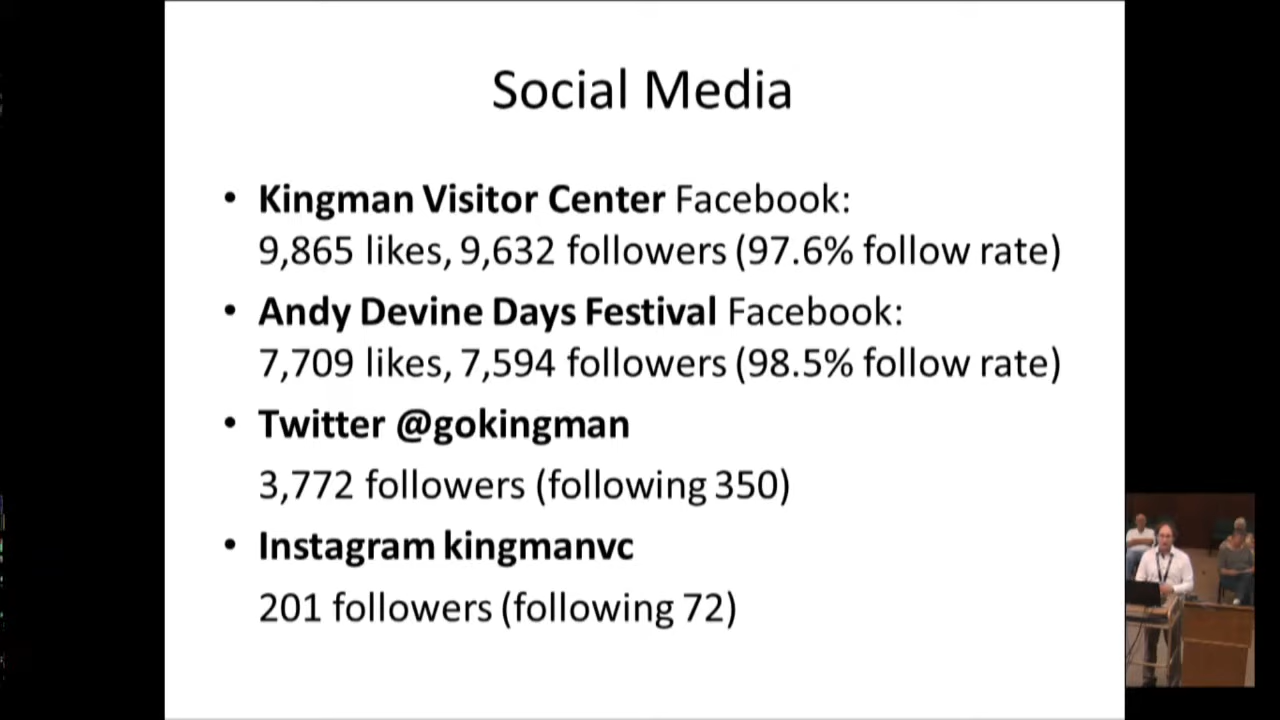 Social Media
• Kingman Visitor Center Facebook:
9,865 likes, 9,632 followers (97.6% follow rate)
• Andy Devine Days Festival Facebook:
7,709 likes, 7,594 followers (98.5% follow rate)
• Twitter @gokingman
3,772 followers (following 350)
• Instagram kingmanvc
201 followers (following 72)